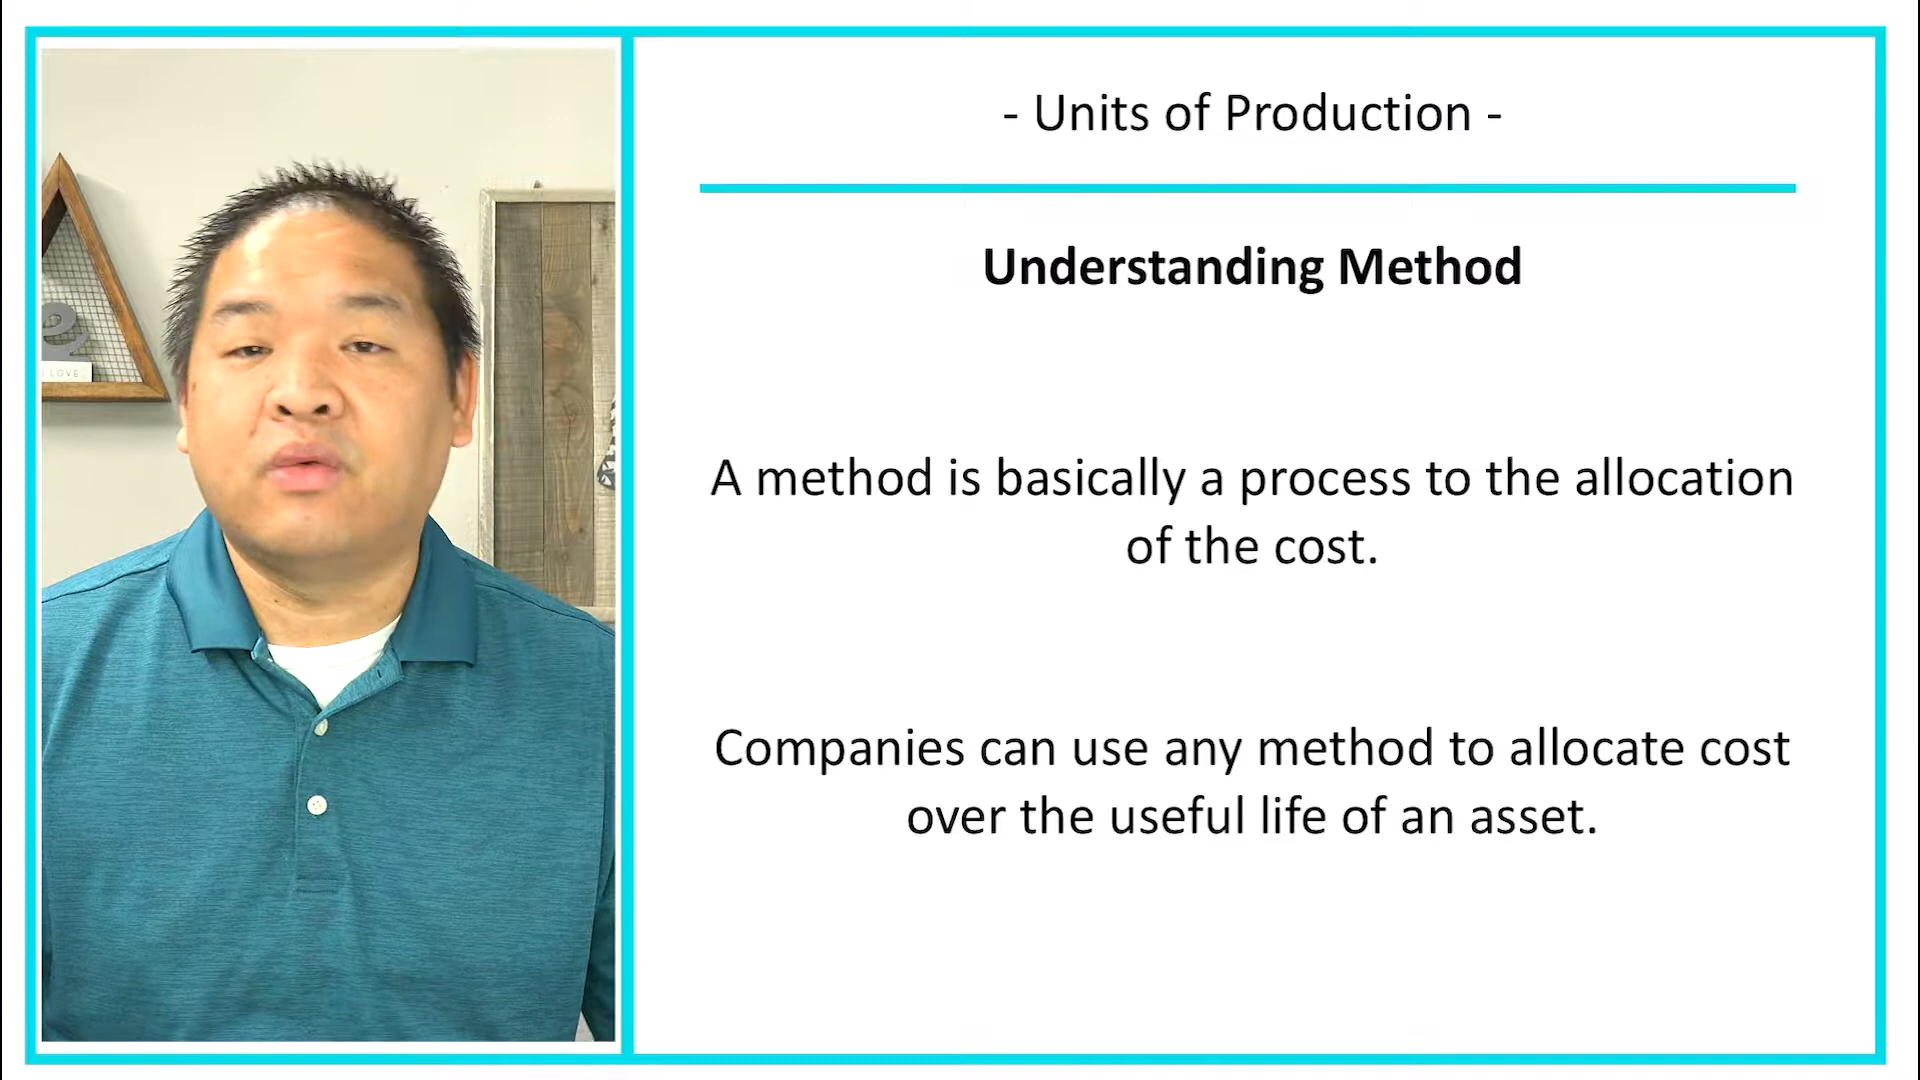 - Units of Production -
Understanding Method
A method is basically a process to the allocation
of the cost.
Companies can use any method to allocate cost
over the useful life of an asset.
e
LOVE